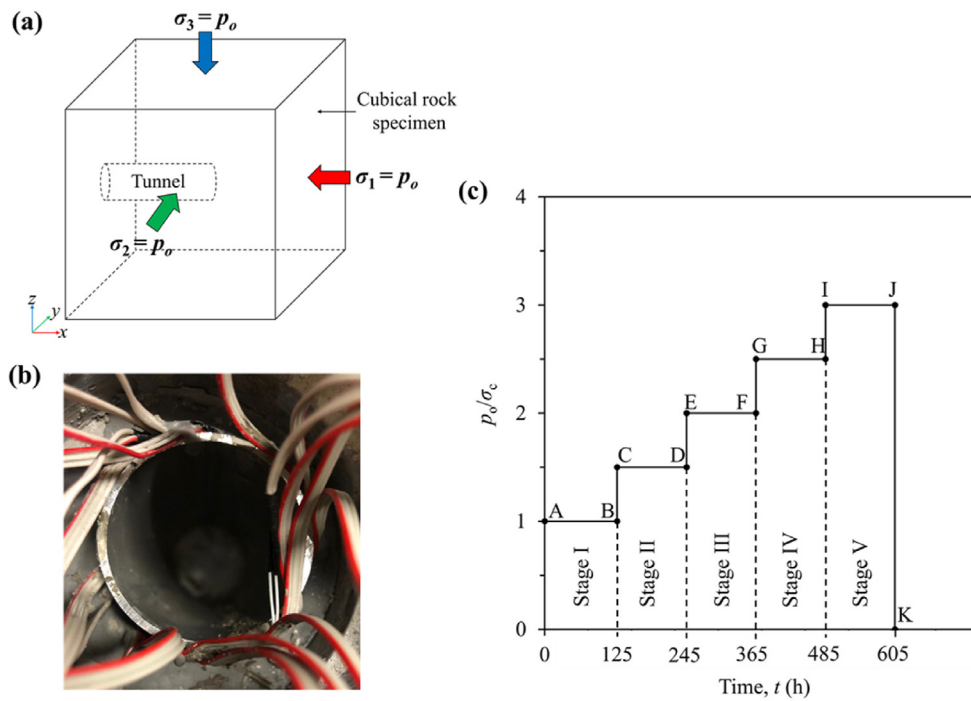 (a)
σ3 = po
Cubical rock
specimen
Tunnel
σ1 = po
σ2 = po
z
y
x
(b)
(c)
po/σc
4
3
2
1
0
A
B
C
D
E
F
G
H
I
J
K
Stage I
Stage II
Stage III
Stage IV
Stage V
0
125
245
365
485
605
Time, t (h)